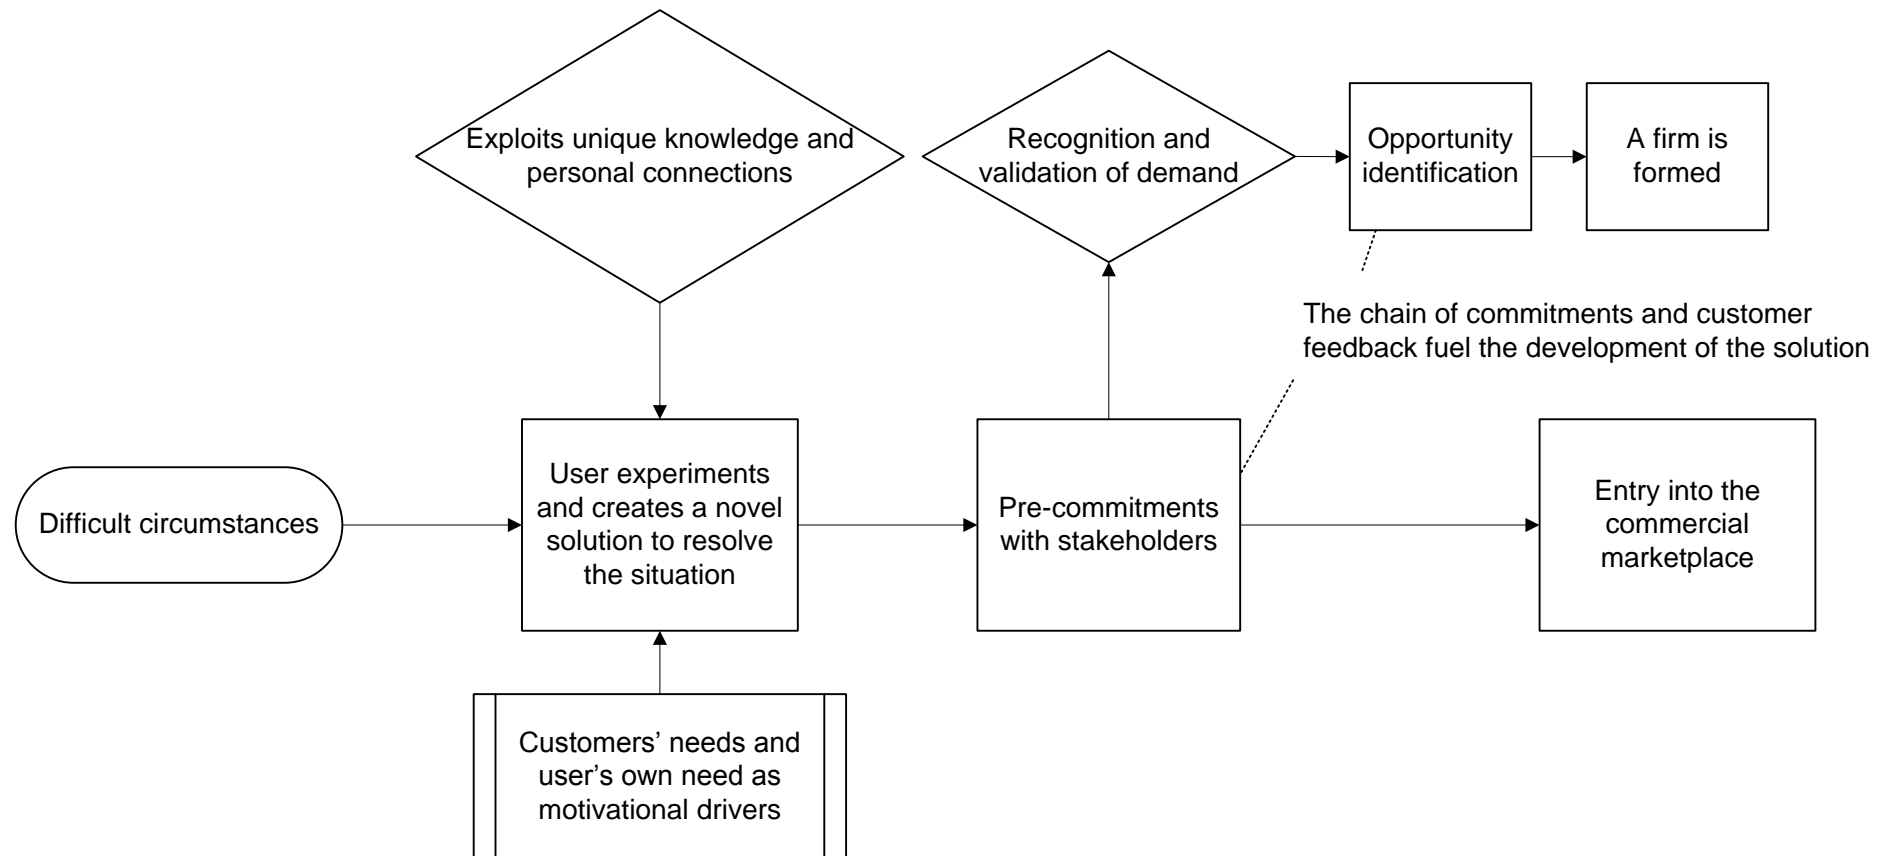 Exploits unique knowledge and
personal connections
Recognition and
validation of demand
Opportunity
identification
A firm is
formed
The chain of commitments and customer
feedback fuel the development of the solution
Difficult circumstances
User experiments
and creates a novel
solution to resolve
the situation
Pre-commitments
with stakeholders
Entry into the
commercial
marketplace
Customers’ needs and
user’s own need as
motivational drivers